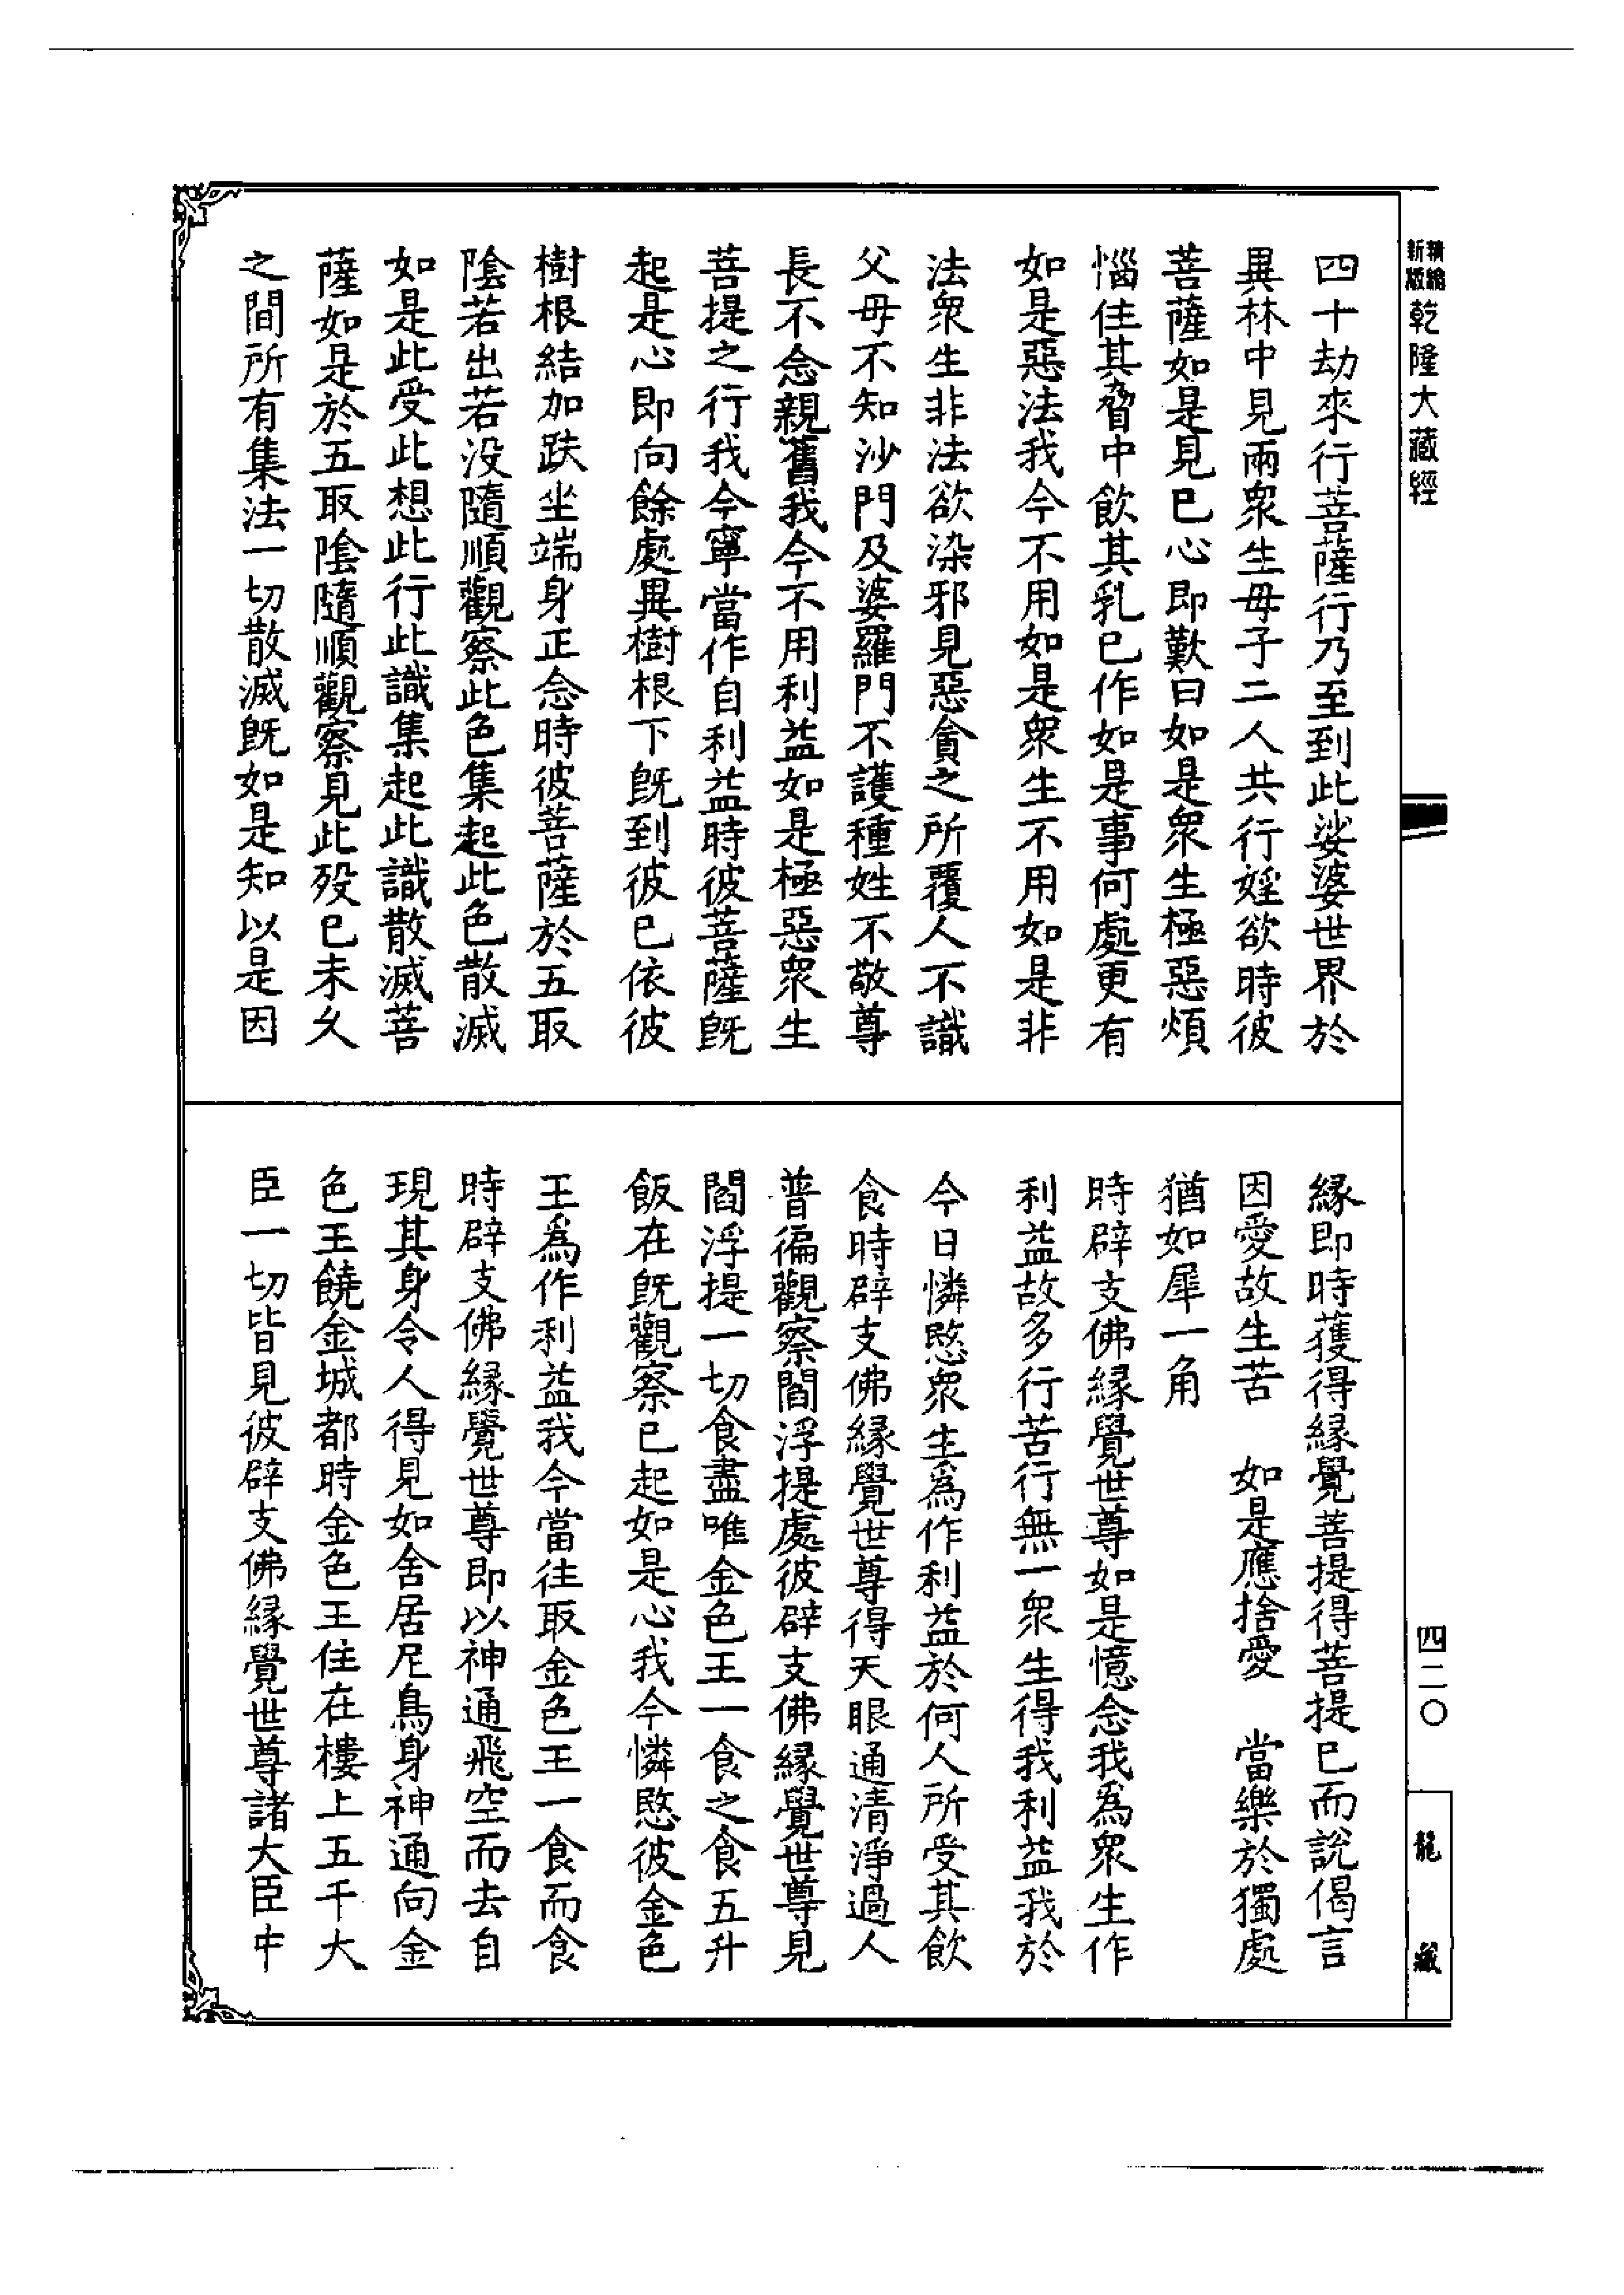 新版精縮乾隆大藏經
四十劫來行菩薩行乃至到此娑婆世界於
異林中見兩衆生母子二人共行婬欲時彼
菩薩如是見已心即歎曰如是衆生極惡煩
惱住其脅中飲其乳已作如是事何處更有
如是惡法我今不用如是衆生不用如是非
法衆生非法欲染邪見惡貪之所覆人不識
父母不知沙門及婆羅門不護種姓不敬尊
長不念親舊我今不用利益如是極惡衆生
菩提之行我今寧當作自利益時彼菩薩旣
起是心即向餘處異樹根下旣到彼已依彼
樹根結加趺坐端身正念時彼菩薩於五取
陰若出若没隨順觀察此色集起此色散滅
如是此受此想此行此識集起此識散滅菩
薩如是於五取陰隨順觀察見此歿已未久
之間所有集法一切散滅旣如是知以是因
緣即時獲得緣覺菩提得菩提已而說偈言
因愛故生苦　如是應捨愛　當樂於獨處
猶如犀一角
時辟支佛緣覺世尊如是憶念我爲衆生作
利益故多行苦行無一衆生得我利益我於
今日憐愍衆生爲作利益於何人所受其飲
食時辟支佛緣覺世尊得天眼通清淨過人
普徧觀察閻浮提處彼辟支佛緣覺世尊見
閻浮提一切食盡唯金色王一食之食五升
飯在旣觀察已起如是心我今憐愍彼金色
王爲作利益我今當往取金色王一食而食
時辟支佛緣覺世尊即以神通飛空而去自
現其身令人得見如舍居尼鳥身神通向金
色王饒金城都時金色王住在樓上五千大
臣一切皆見彼辟支佛緣覺世尊諸大臣中
四二〇
龍藏